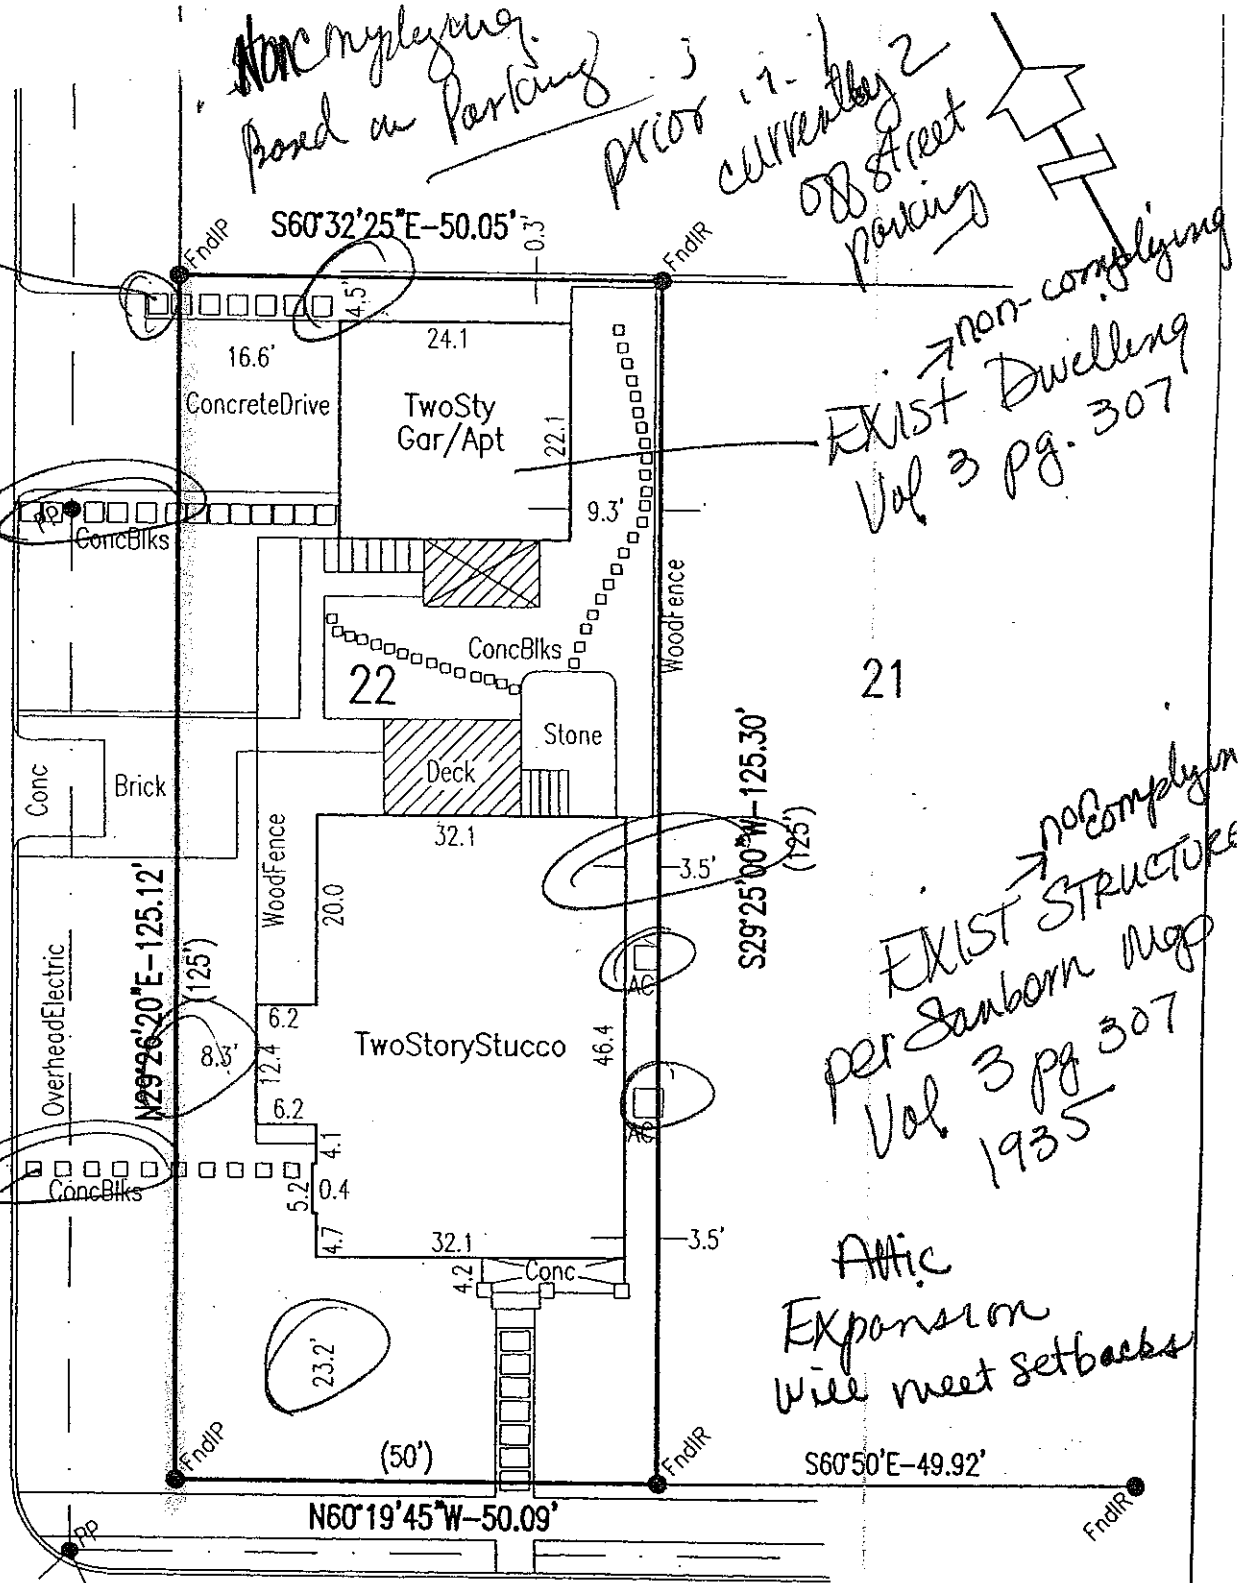 Noncomplying
Based on Parking
prior
currently 2
off street
parking
S60°32'25"E-50.05'
0.3'
FndIP
FndIR
4.5'
16.6'
24.1
ConcreteDrive
TwoSty
Gar/Apt
22.1
→ non-complying
EXIST Dwelling
Vol 3 pg. 307
9.3'
PP
ConcBlks
WoodFence
ConcBlks
22
21
Stone
Deck
Conc
Brick
32.1
3.5'
S29°25'00"W-125.30'
(125')
WoodFence
20.0
N29°26'20"E-125.12'
(125')
OverheadElectric
AC
→ noncomplyin
EXIST STRUCTURE
per Sanborn Map
Vol. 3 pg 307
1935
6.2
8.3'
12.4
TwoStoryStucco
46.4
6.2
AC
4.1
ConcBlks
5.2
0.4
4.7
32.1
3.5'
4.2
Conc
Attic
Expansion
will meet setbacks
23.2'
FndIP
(50')
FndIR
S60°50'E-49.92'
N60°19'45"W-50.09'
FndIR
PP